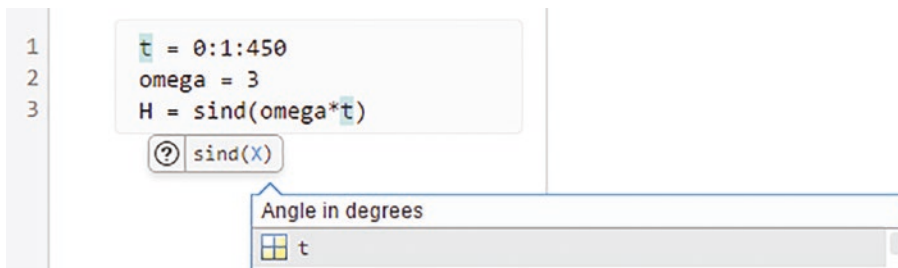 1 t = 0:1:450
2 omega = 3
3 H = sind(omega*t)
? sind(X)
Angle in degrees
t